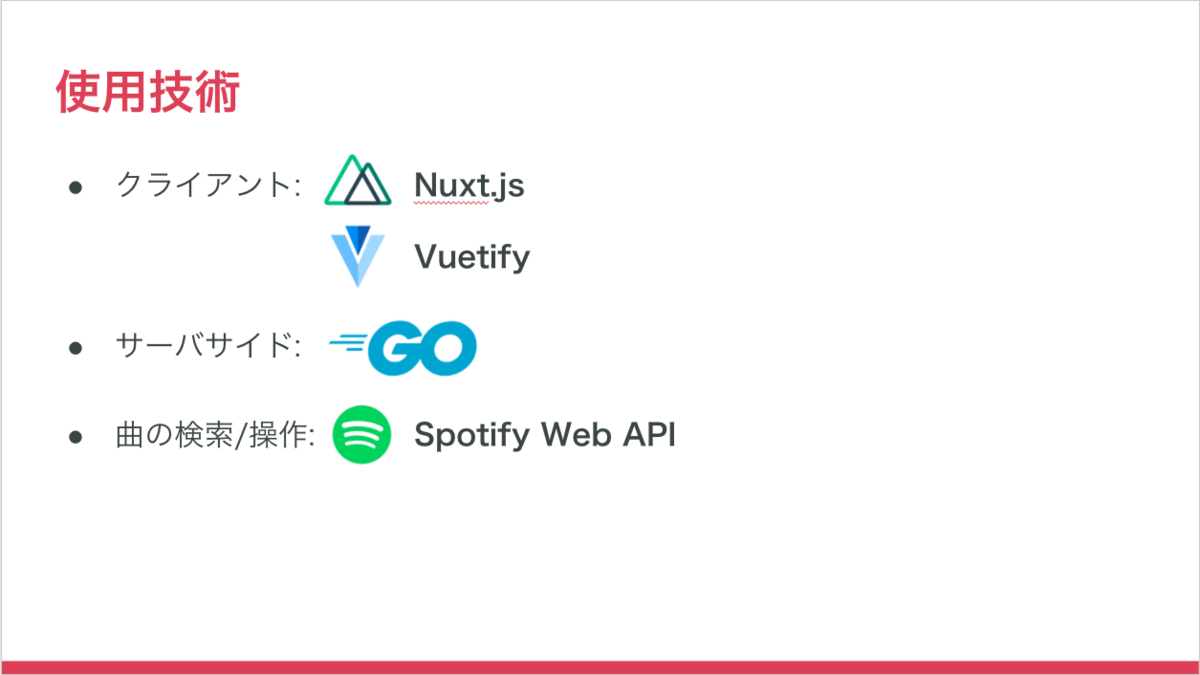 使用技術
● クライアント: Nuxt.js
Vuetify
● サーバサイド: GO
● 曲の検索/操作: Spotify Web API